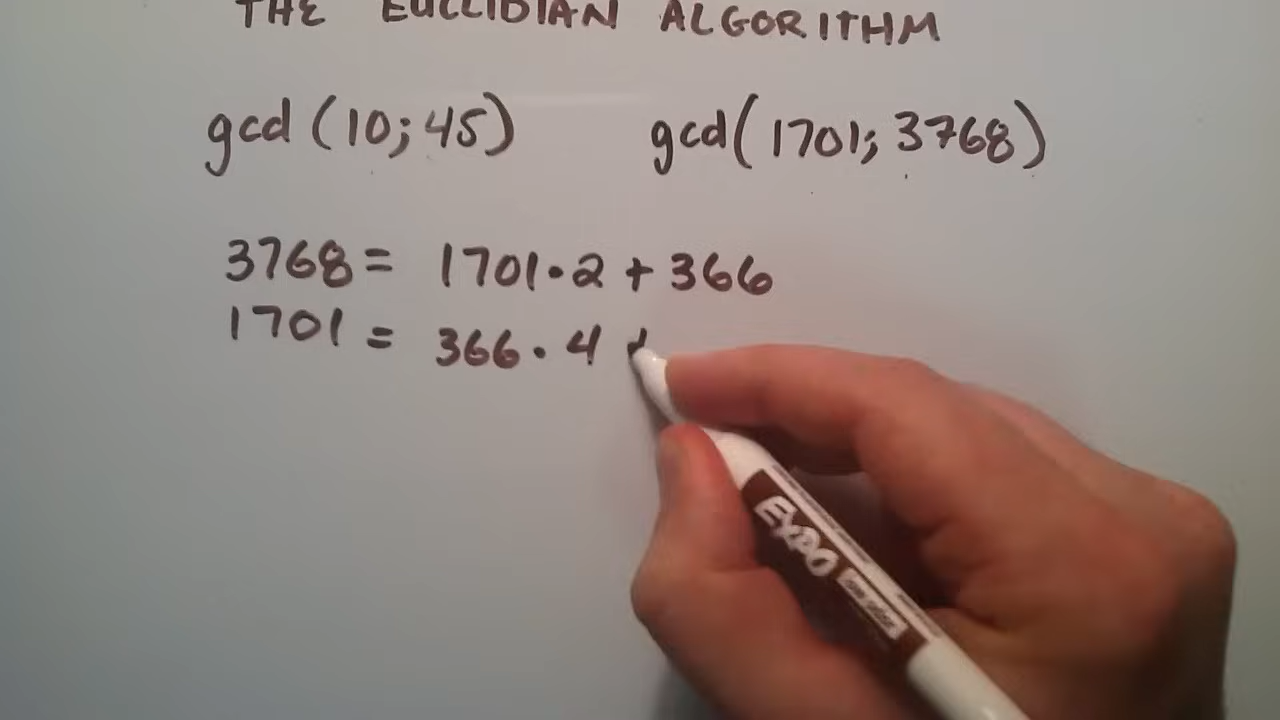 THE EUCLIDIAN ALGORITHM
gcd (10; 45)
gcd(1701; 3768)
3768 = 1701 · 2 + 366
1701 = 366 · 4 +
EXPO